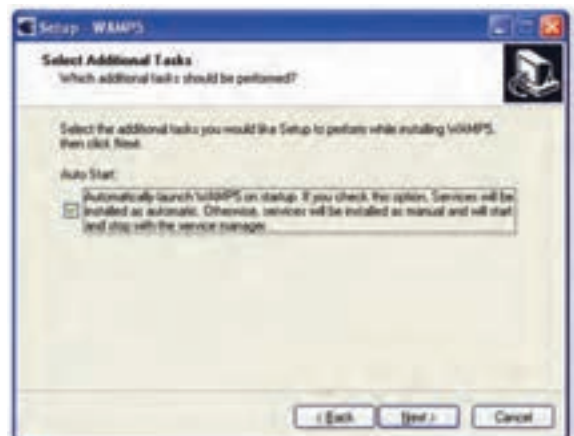 Setup - WAMP5
Select Additional Tasks
Which additional tasks should be performed?
Select the additional tasks you would like Setup to perform while installing WAMP5,
then click Next.
Auto Start:
Automatically launch WAMP5 on startup. If you check this option, Services will be
installed as automatic. Otherwise, services will be installed as manual and will start
and stop with the service manager.
< Back
Next >
Cancel